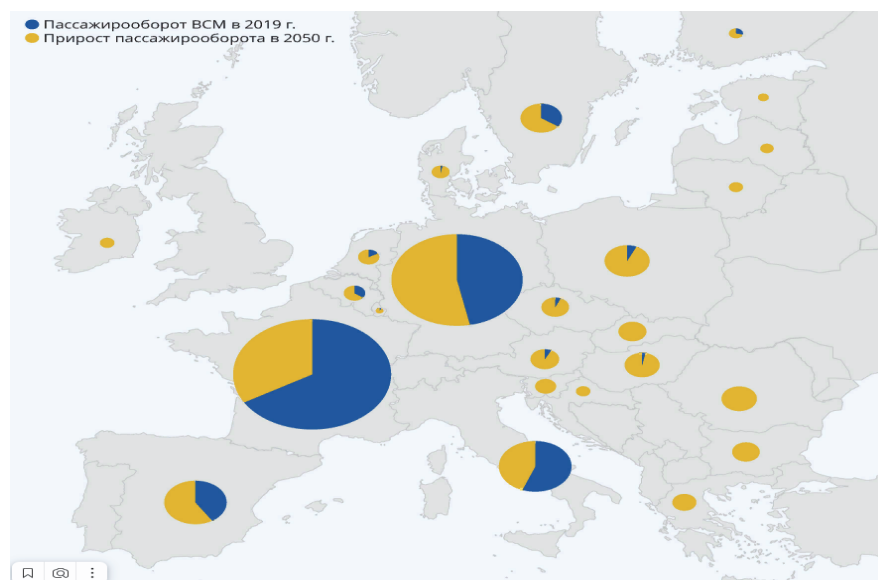 Пассажирооборот ВСМ в 2019 г.
Прирост пассажирооборота в 2050 г.